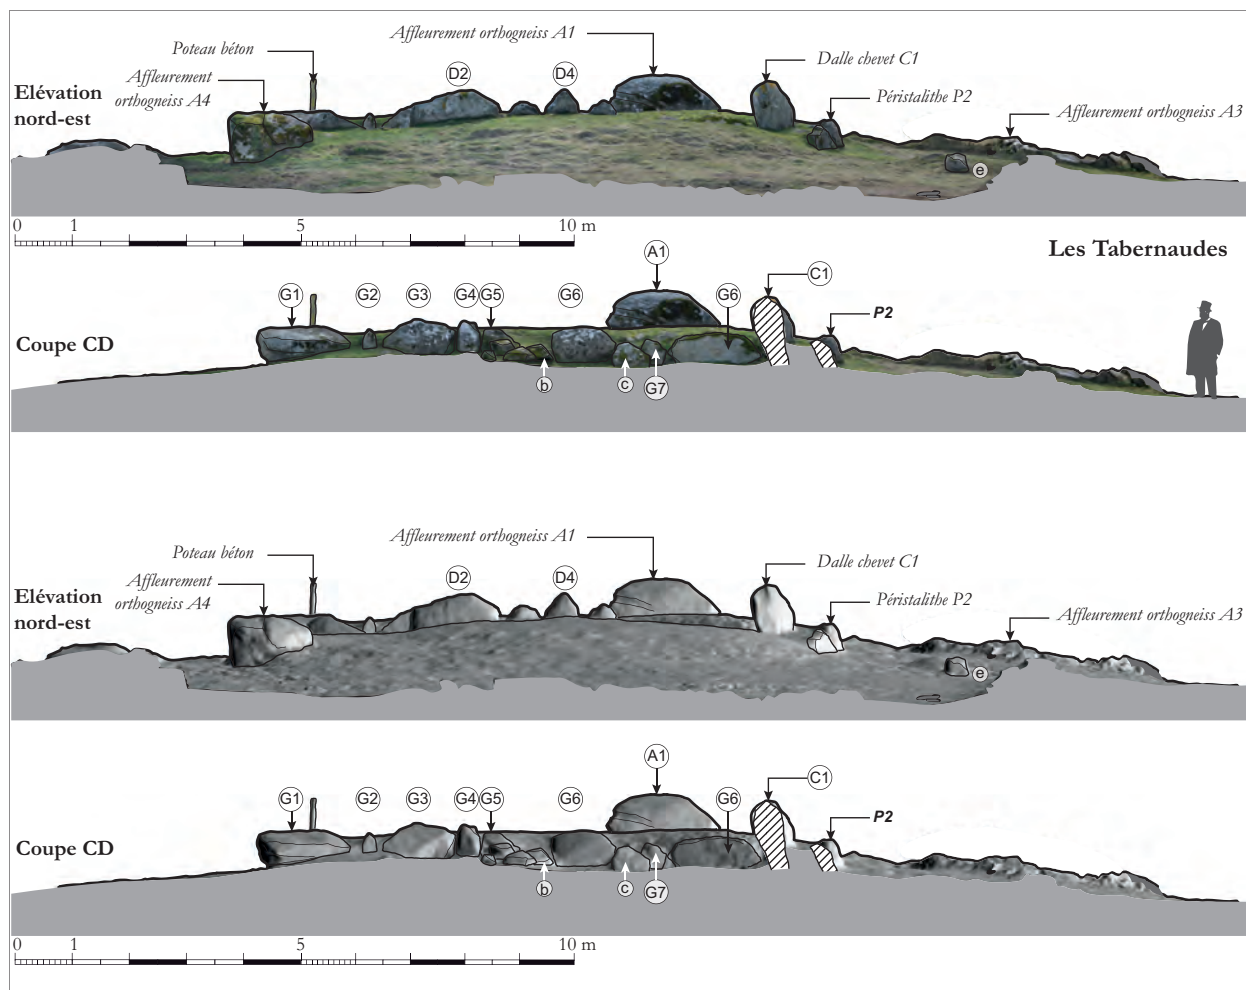 Affleurement orthogneiss A1
Poteau béton
D2
D4
Dalle chevet C1
Affleurement
orthogneiss A4
Elévation
nord-est
Péristalithe P2
Affleurement orthogneiss A3
e
0 1 5 10 m
Les Tabernaudes
A1
C1
G1 G2 G3 G4 G5 G6 G6
P2
Coupe CD
b c G7
Affleurement orthogneiss A1
Poteau béton
D2
D4
Dalle chevet C1
Affleurement
orthogneiss A4
Elévation
nord-est
Péristalithe P2
Affleurement orthogneiss A3
e
A1
C1
G1 G2 G3 G4 G5 G6 G6
P2
Coupe CD
b c G7
0 1 5 10 m